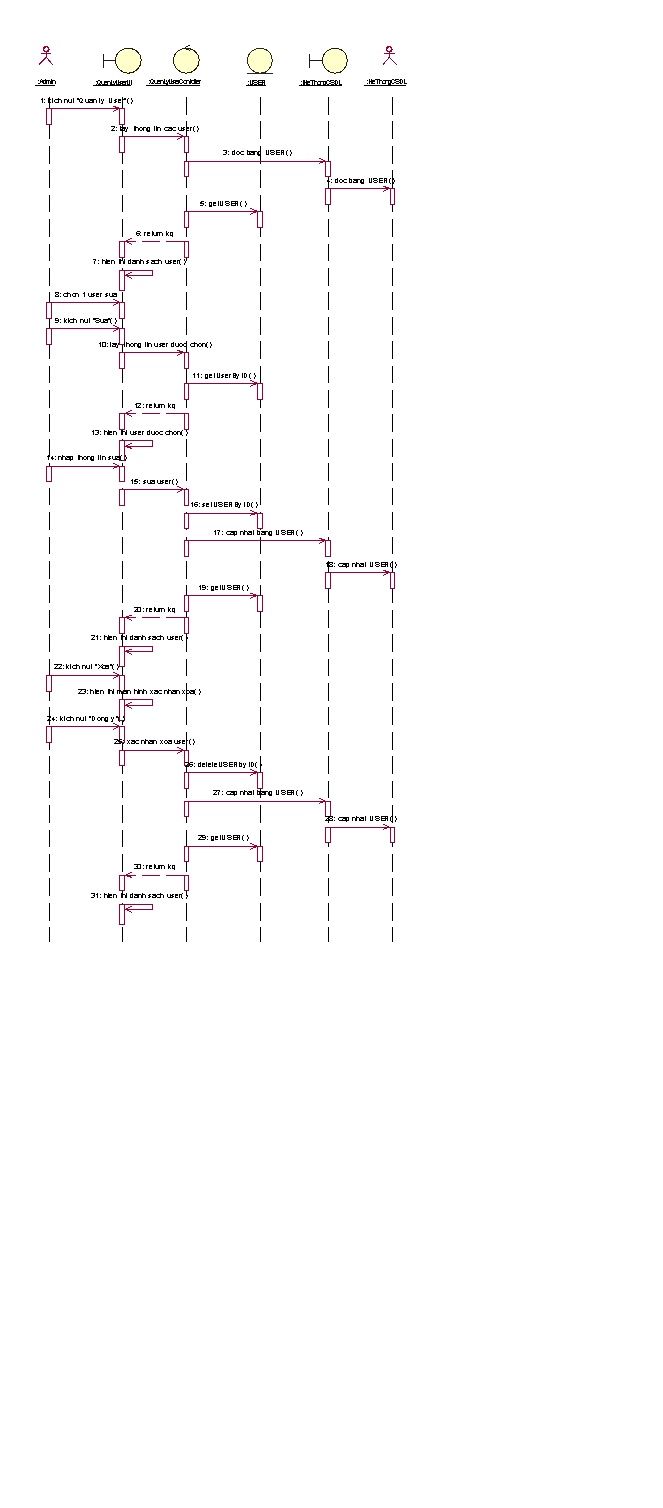 :Admin
:QuanLyUserUI
:QuanLyUserContoller
:USER
:HeThongCSDL
:HeThongCSDL
1: kich nut "Quan ly User"( )
2: lay thong tin cac user( )
3: doc bang USER( )
4: doc bang USER( )
5: getUSER( )
6: return kq
7: hien thi danh sach user( )
8: chon 1 user sua
9: kich nut "Sua"( )
10: lay thong tin user duoc chon( )
11: getUserByID( )
12: return kq
13: hien thi user duoc chon( )
14: nhap thong tin sua( )
15: sua user( )
16: setUSERByID( )
17: cap nhat bang USER( )
18: cap nhat USER( )
19: getUSER( )
20: return kq
21: hien thi danh sach user( )
22: kich nut "Xoa"( )
23: hien thi man hinh xac nhan xoa( )
24: kich nut "Dong y"( )
25: xac nhan xoa user( )
26: deleteUSERbyID( )
27: cap nhat bang USER( )
28: cap nhat USER( )
29: getUSER( )
30: return kq
31: hien thi danh sach user( )